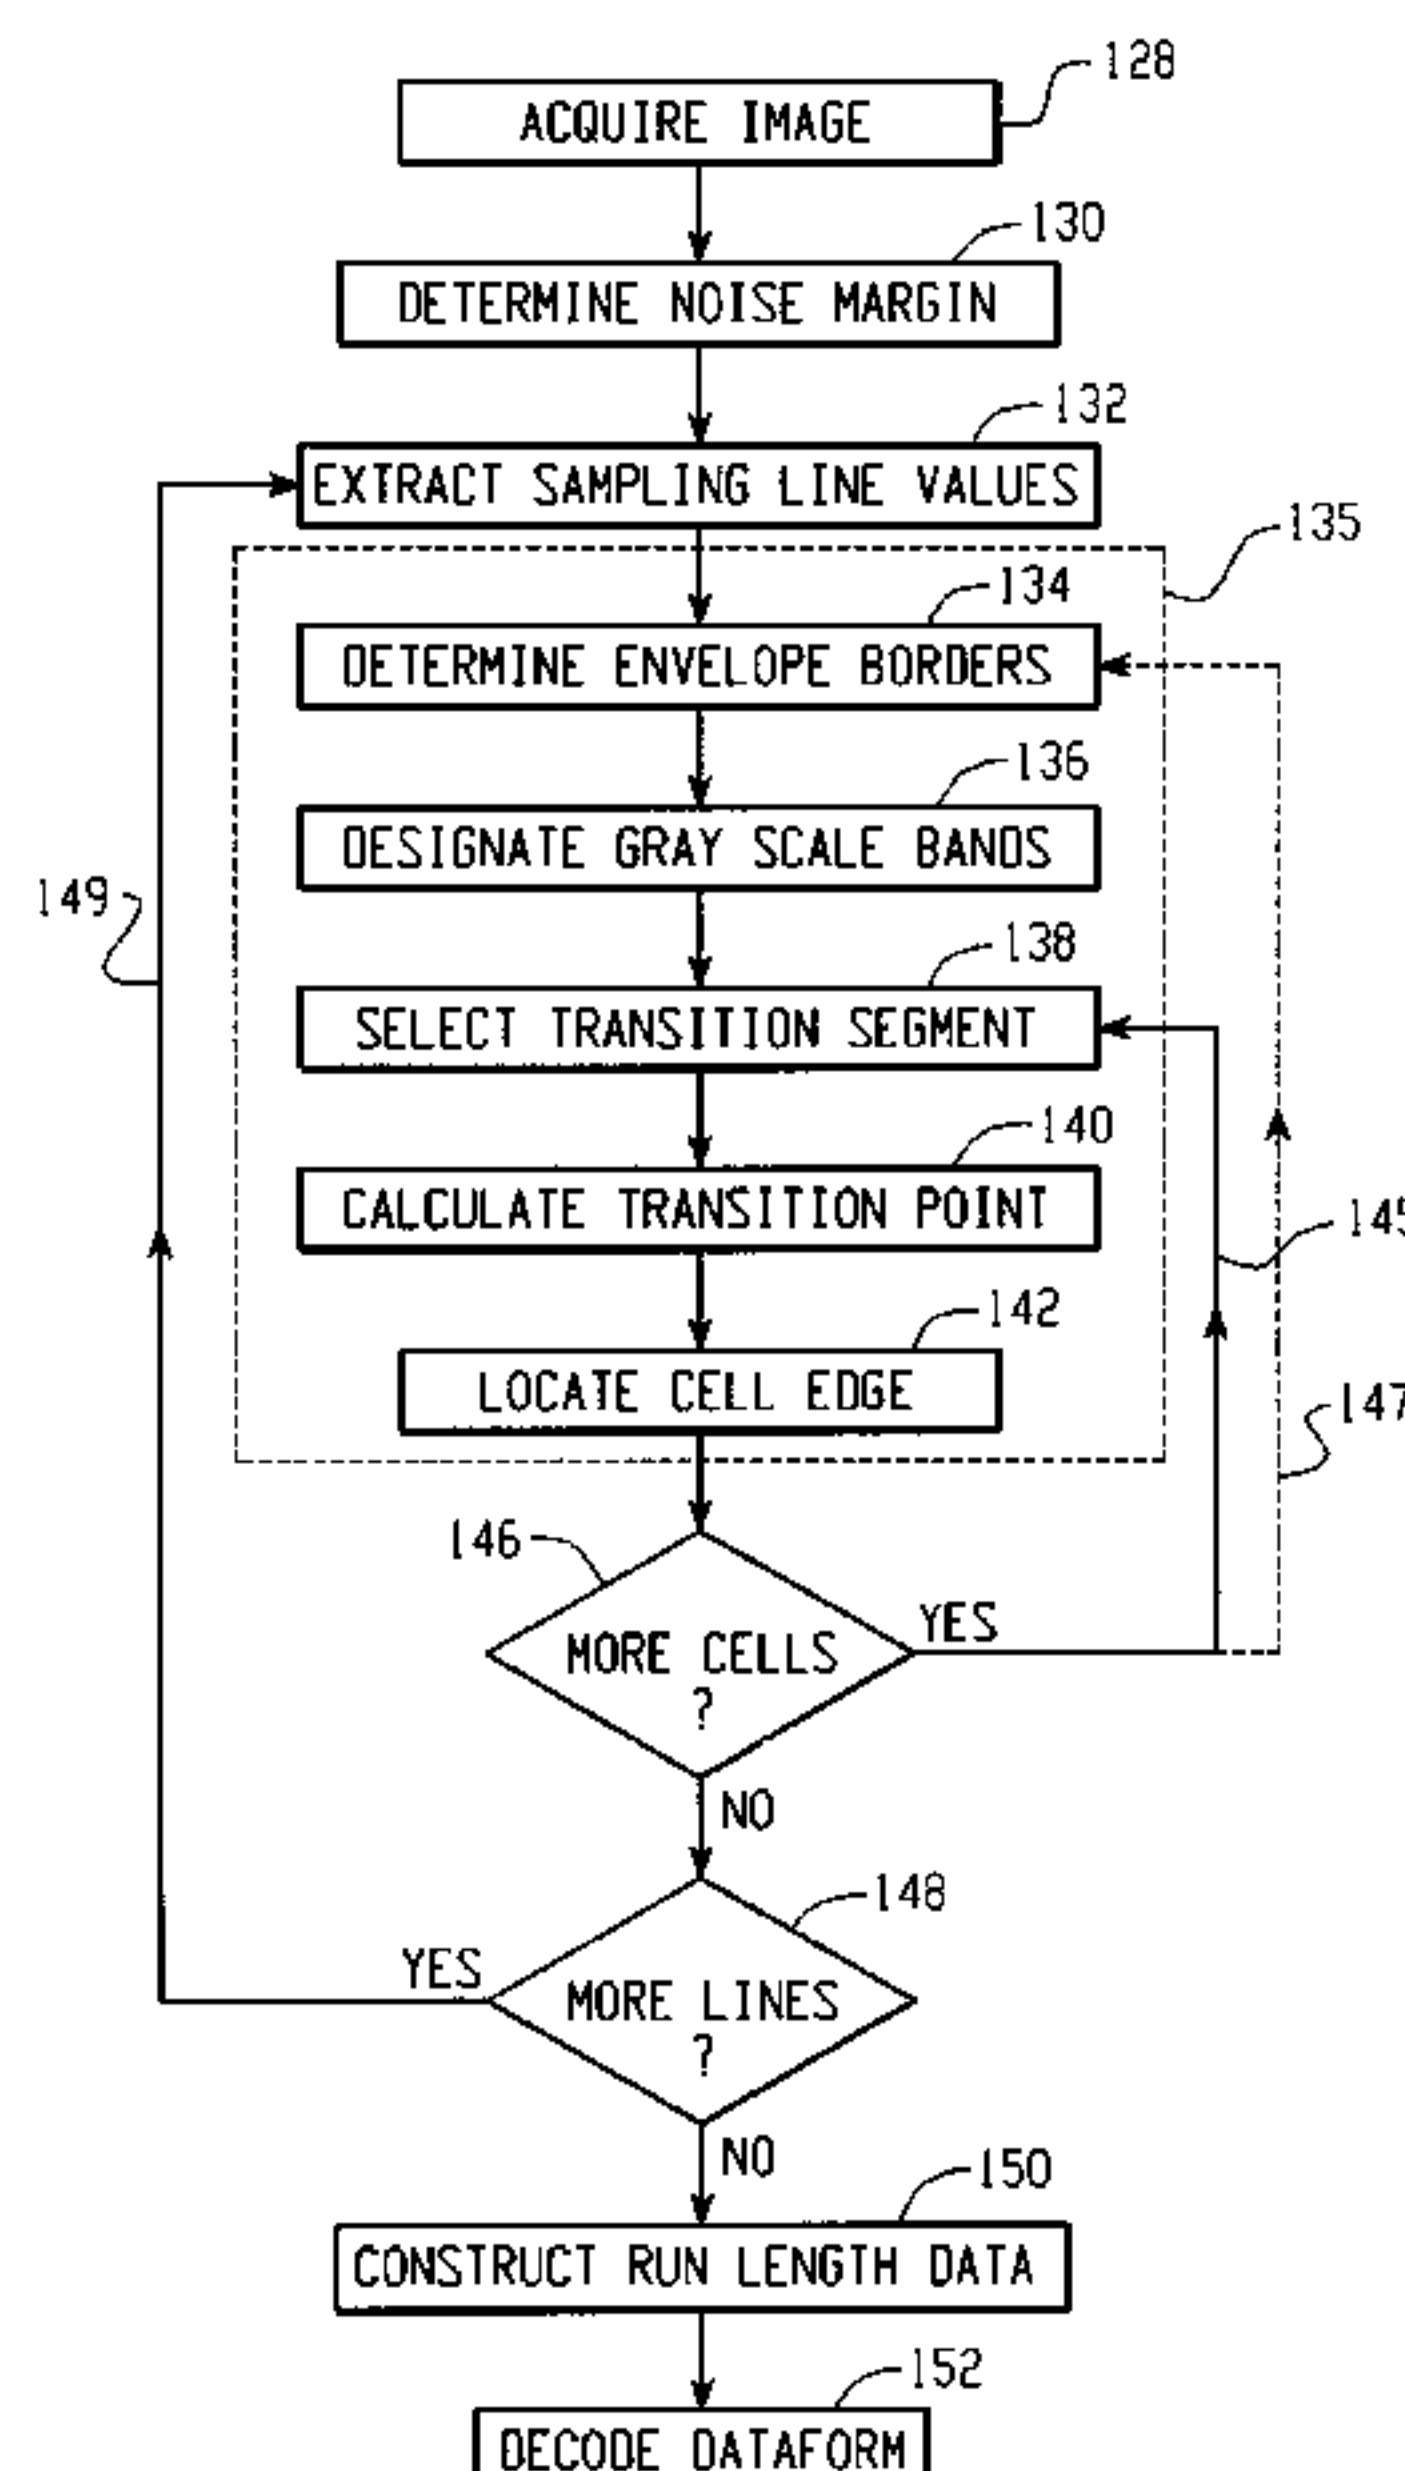 128
ACQUIRE IMAGE
130
DETERMINE NOISE MARGIN
132
EXTRACT SAMPLING LINE VALUES
135
134
DETERMINE ENVELOPE BORDERS
136
DESIGNATE GRAY SCALE BANDS
149
138
SELECT TRANSITION SEGMENT
140
CALCULATE TRANSITION POINT
145
142
LOCATE CELL EDGE
147
146
YES
MORE CELLS
?
NO
148
YES
MORE LINES
?
NO
150
CONSTRUCT RUN LENGTH DATA
152
DECODE DATAFORM